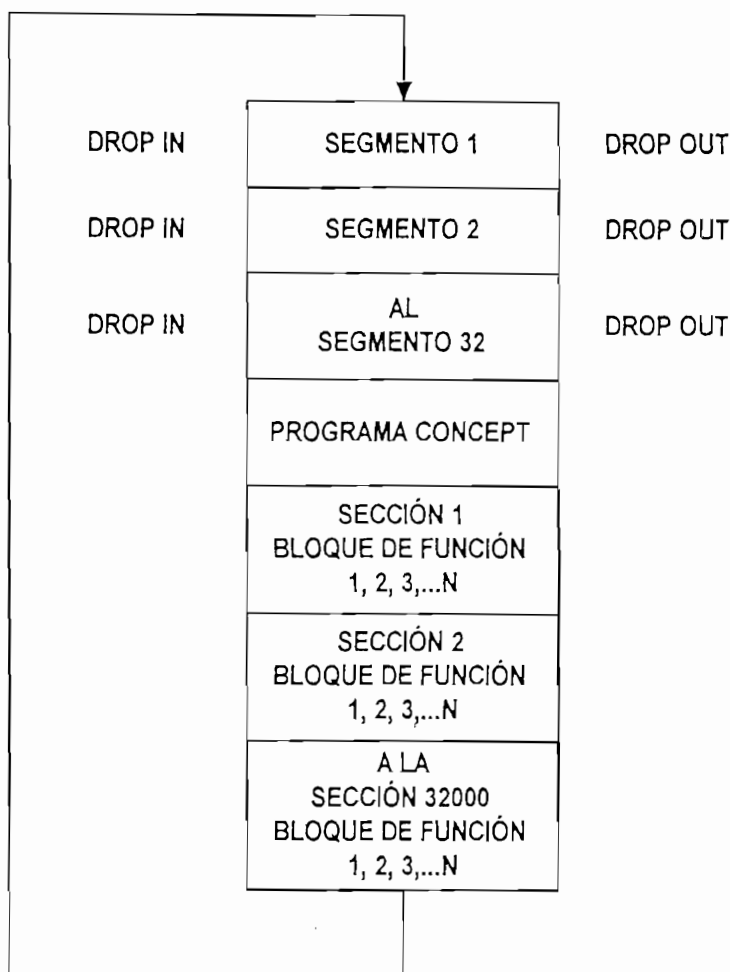 DROP IN SEGMENTO 1 DROP OUT
DROP IN SEGMENTO 2 DROP OUT
AL
DROP IN SEGMENTO 32 DROP OUT
PROGRAMA CONCEPT
SECCIÓN 1
BLOQUE DE FUNCIÓN
1, 2, 3,...N
SECCIÓN 2
BLOQUE DE FUNCIÓN
1, 2, 3,...N
A LA
SECCIÓN 32000
BLOQUE DE FUNCIÓN
1, 2, 3,...N